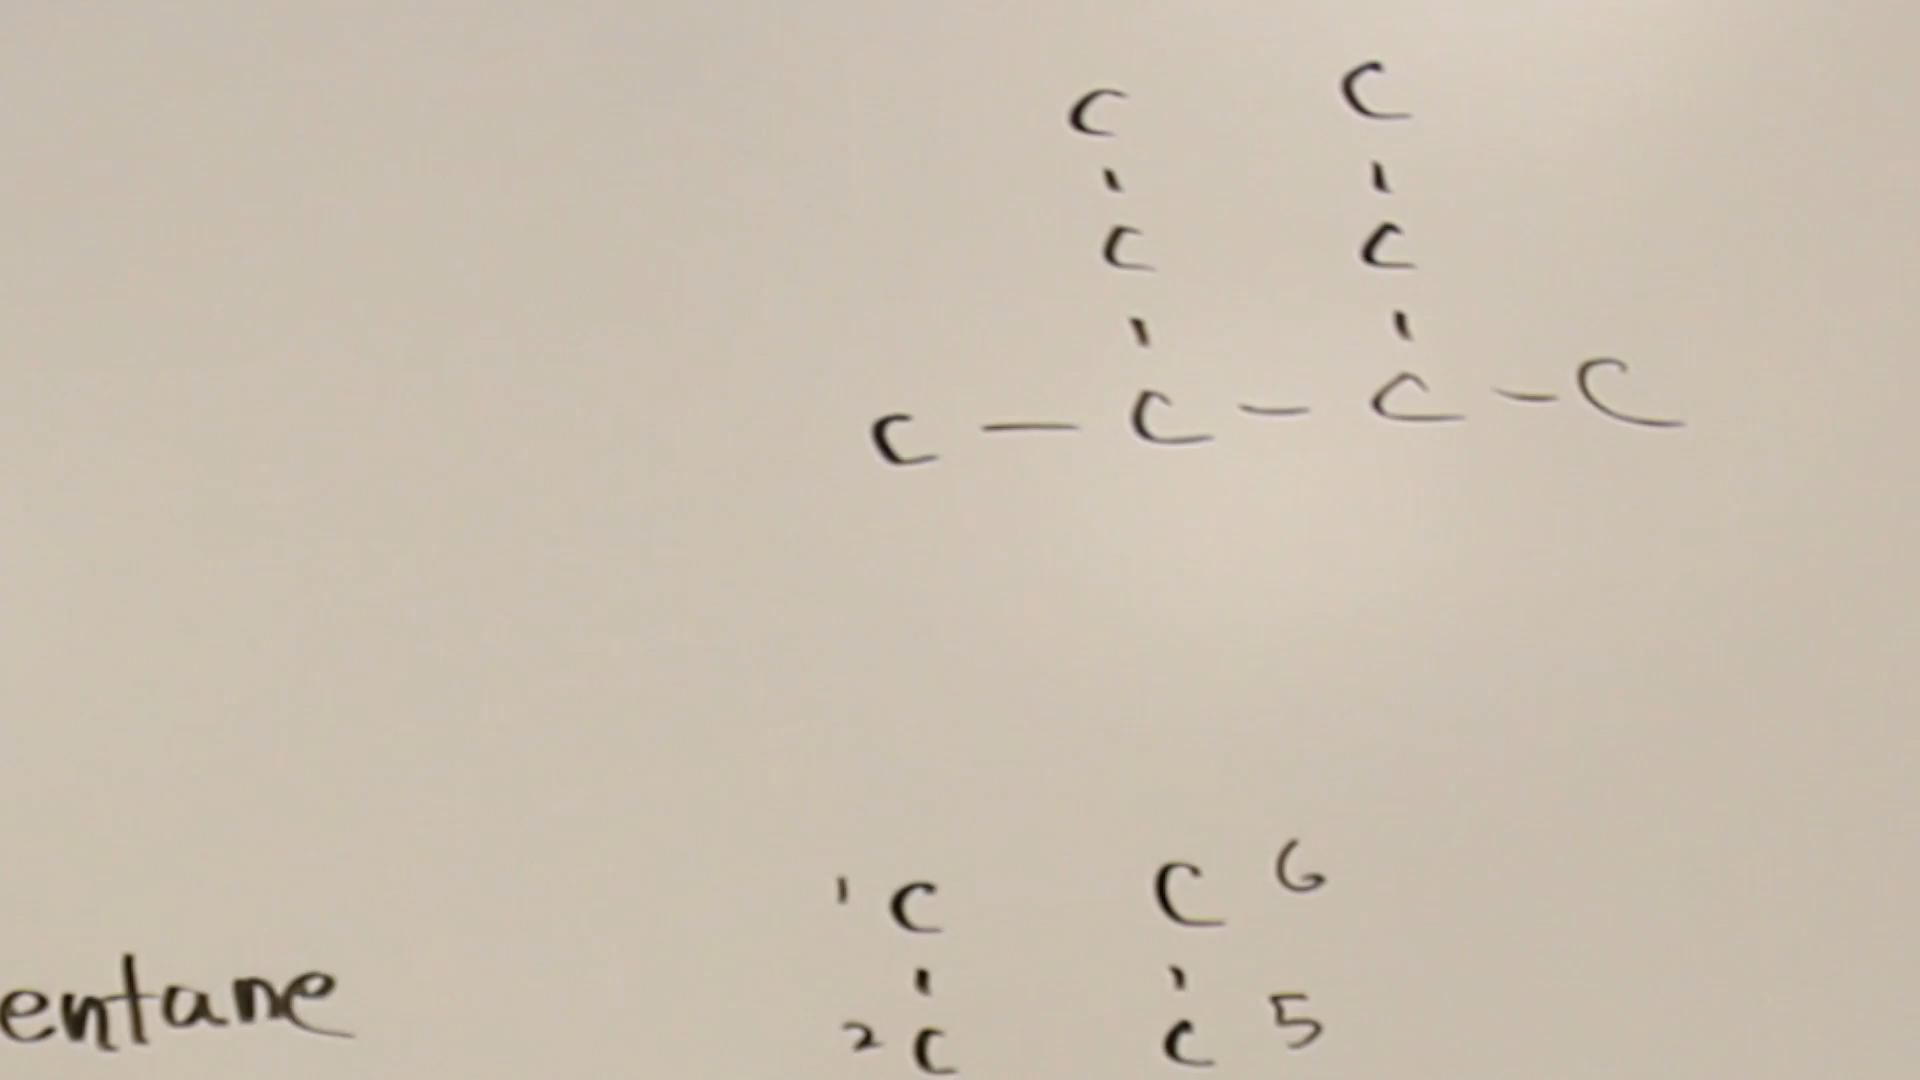 C C
C C
C — C — C — C
1 C C 6
entane
2 C C 5